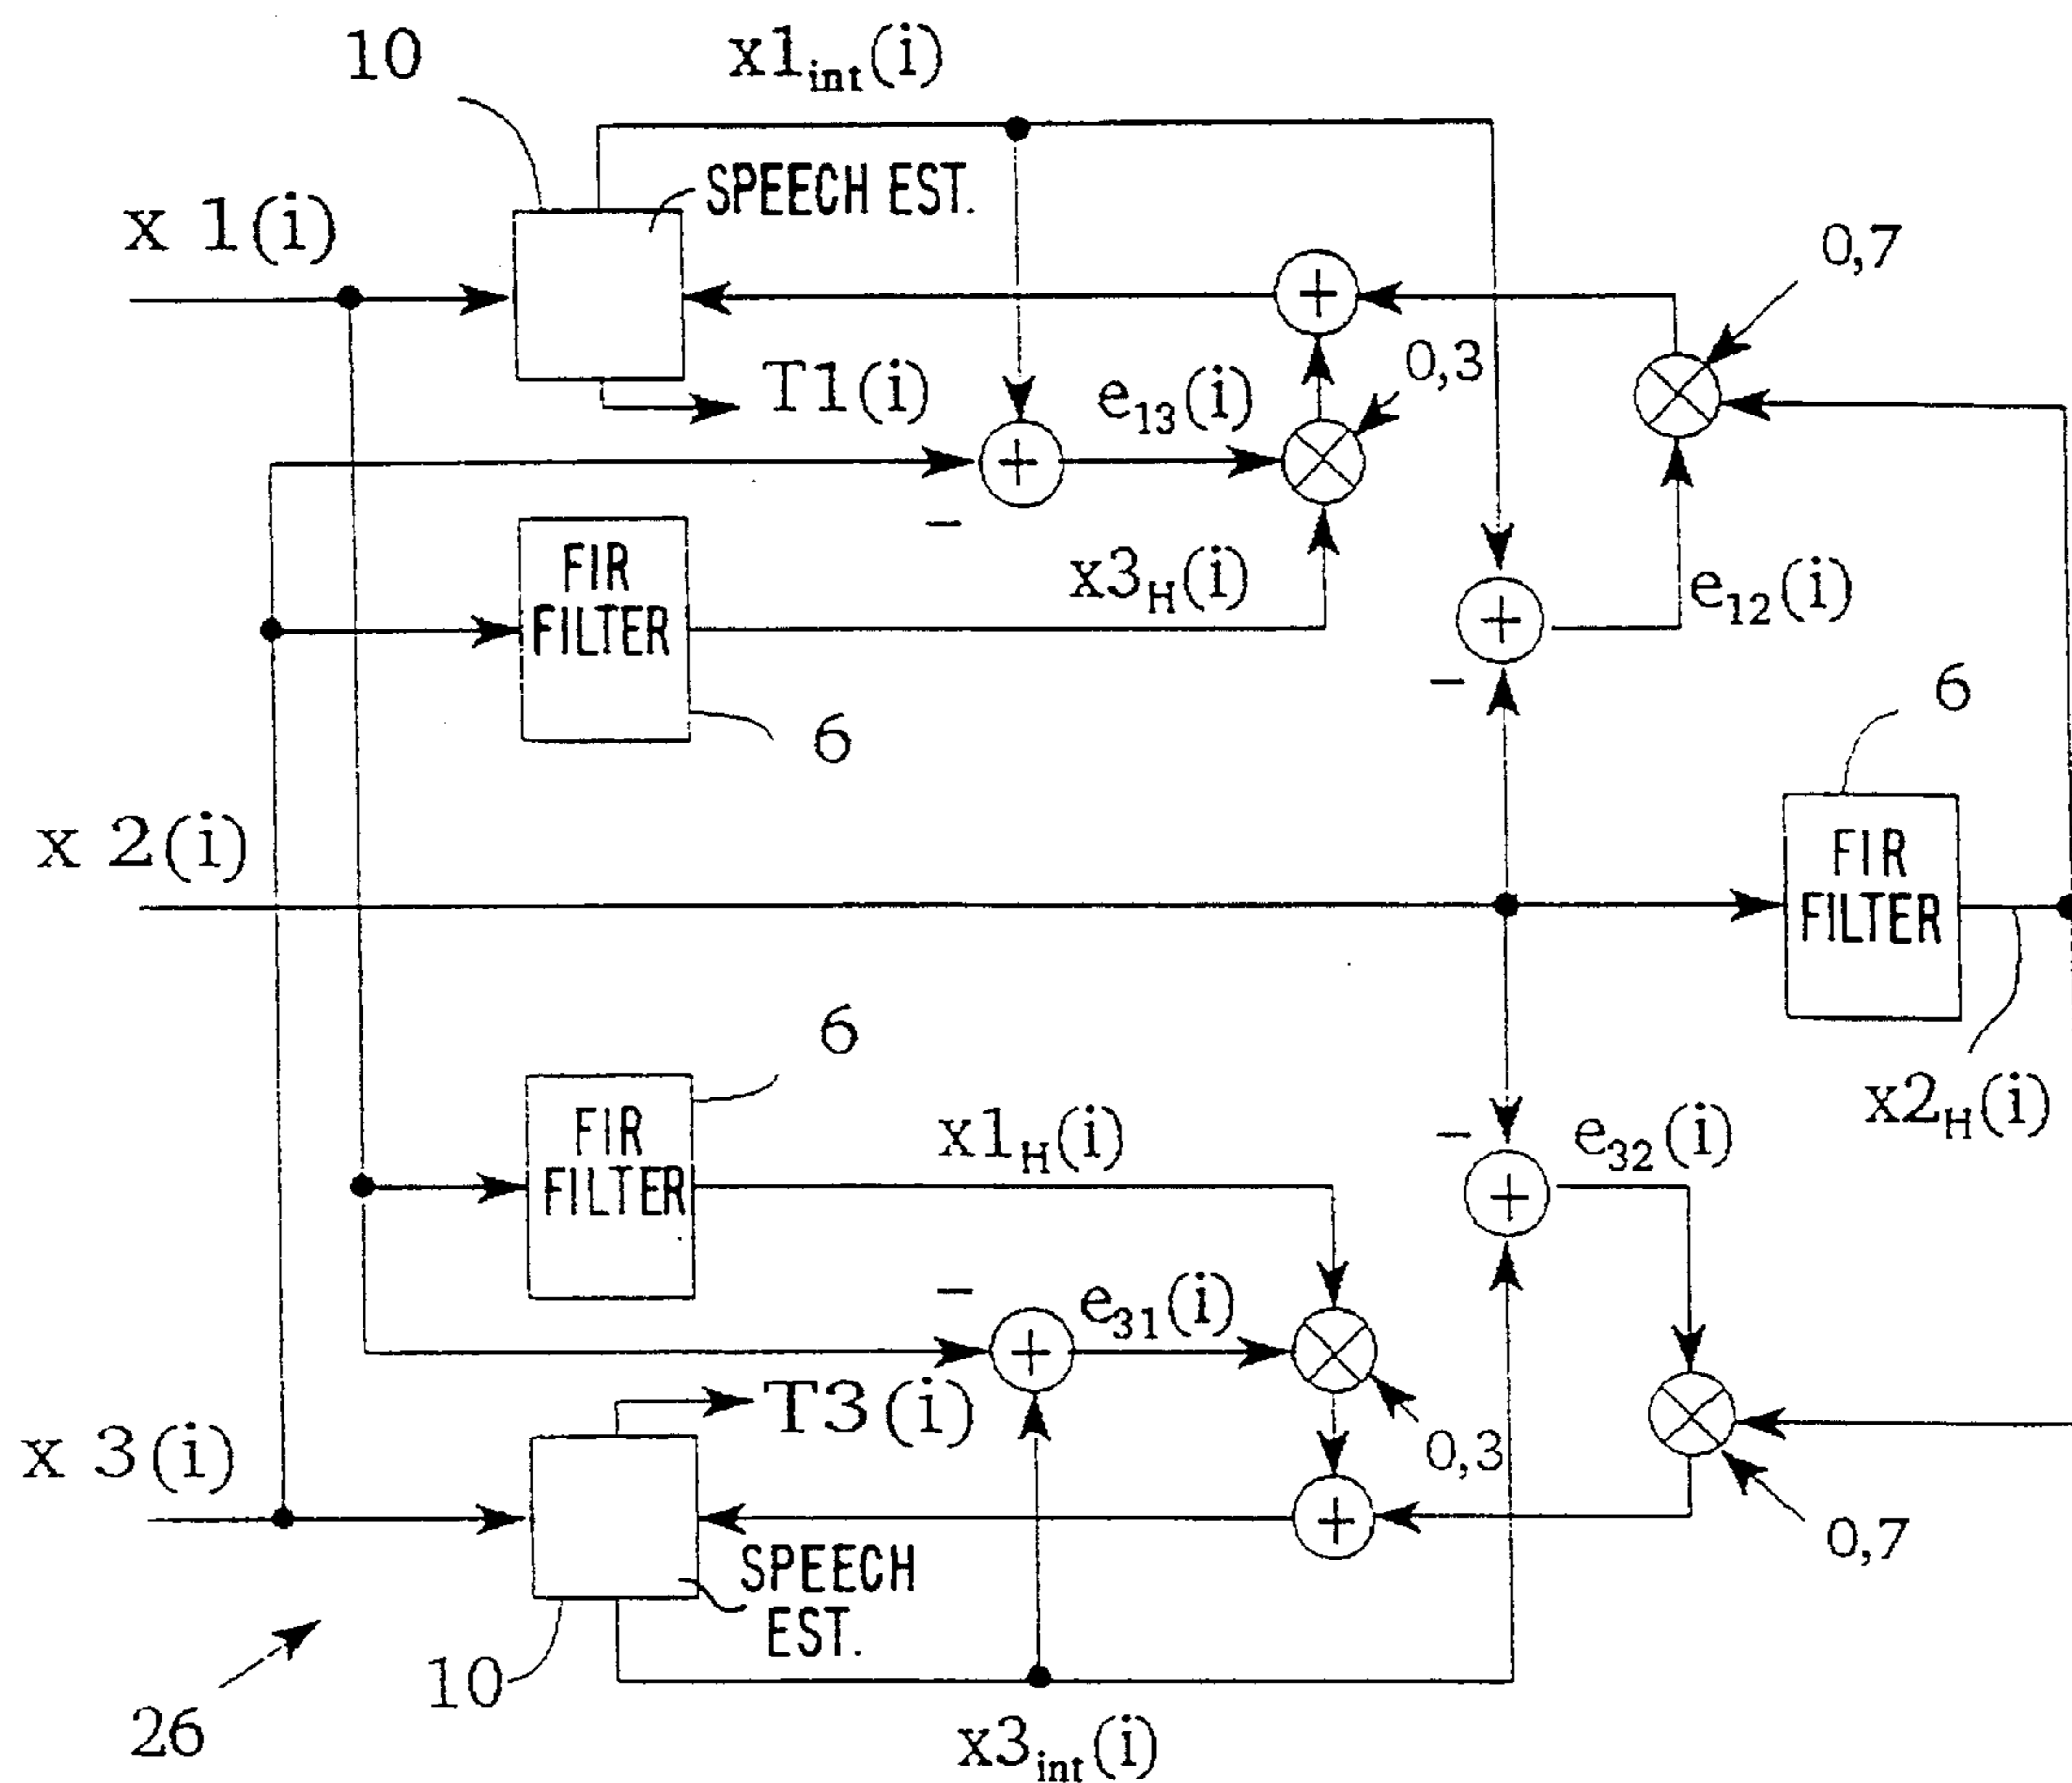 10
x1int(i)
SPEECH EST.
x 1(i)
0,7
0,3
T1(i)
e13(i)
FIR
FILTER
x3H(i)
e12(i)
6
6
x 2(i)
FIR
FILTER
6
x2H(i)
FIR
FILTER
x1H(i)
e32(i)
e31(i)
T3(i)
x 3(i)
0,3
SPEECH
EST.
0,7
10
26
x3int(i)